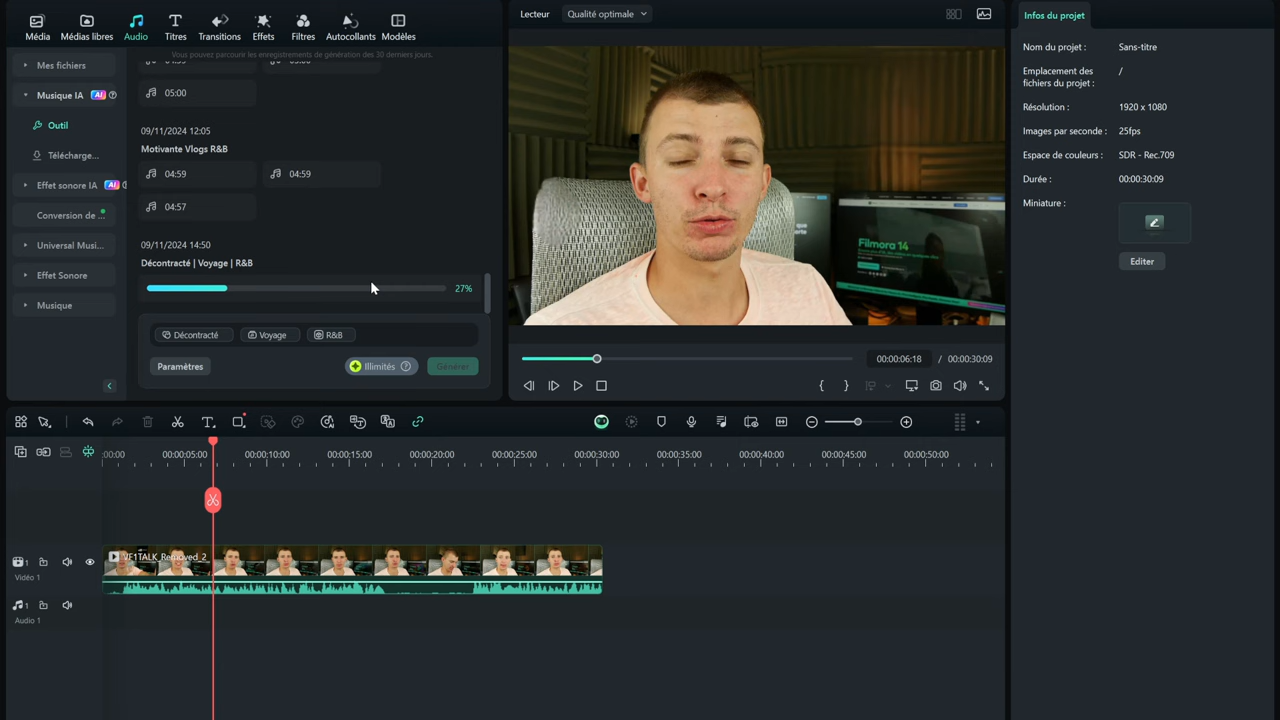 Média
Médias libres
Audio
Titres
Transitions
Effets
Filtres
Autocollants
Modèles
Lecteur
Qualité optimale
Infos du projet
Vous pouvez parcourir les enregistrements de génération des 30 derniers jours.
Mes fichiers
Musique IA
AI
Outil
Télécharge...
Effet sonore IA
AI
Conversion de ...
Universal Musi...
Effet Sonore
Musique
05:00
09/11/2024 12:05
Motivante Vlogs R&B
04:59
04:59
04:57
09/11/2024 14:50
Décontracté | Voyage | R&B
27%
Décontracté
Voyage
R&B
Paramètres
Illimités
Générer
Filmora 14
00:00:06:18 / 00:00:30:09
Nom du projet : Sans-titre
Emplacement des fichiers du projet : /
Résolution : 1920 x 1080
Images par seconde : 25fps
Espace de couleurs : SDR - Rec.709
Durée : 00:00:30:09
Miniature :
Editer
:00:00
00:00:05:00
00:00:10:00
00:00:15:00
00:00:20:00
00:00:25:00
00:00:30:00
00:00:35:00
00:00:40:00
00:00:45:00
00:00:50:00
VF1TALK_Removed_2
1
Vidéo 1
1
Audio 1